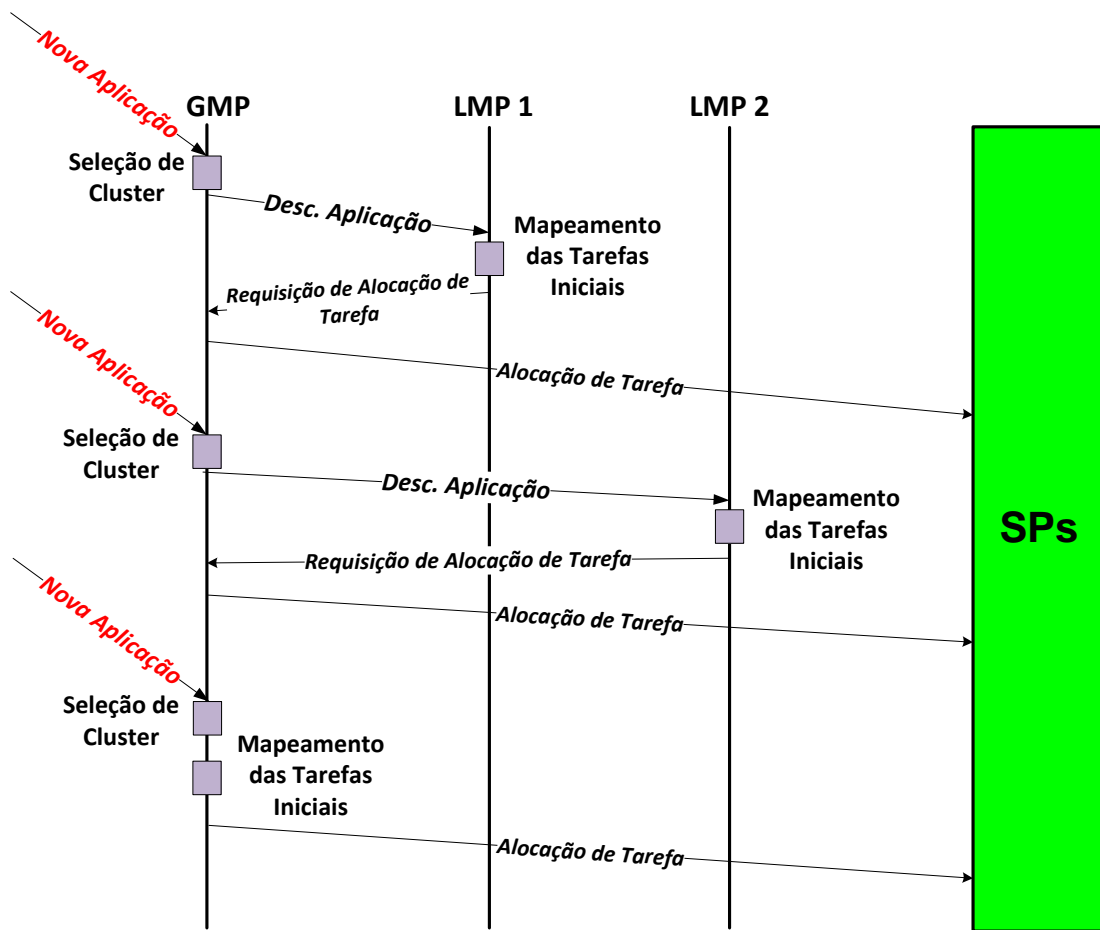 Nova Aplicação
GMP
LMP 1
LMP 2
Seleção de
Cluster
Desc. Aplicação
Mapeamento
das Tarefas
Iniciais
Requisição de Alocação de
Tarefa
Nova Aplicação
Alocação de Tarefa
Seleção de
Cluster
Desc. Aplicação
Mapeamento
das Tarefas
Iniciais
SPs
Requisição de Alocação de Tarefa
Nova Aplicação
Alocação de Tarefa
Seleção de
Cluster
Mapeamento
das Tarefas
Iniciais
Alocação de Tarefa